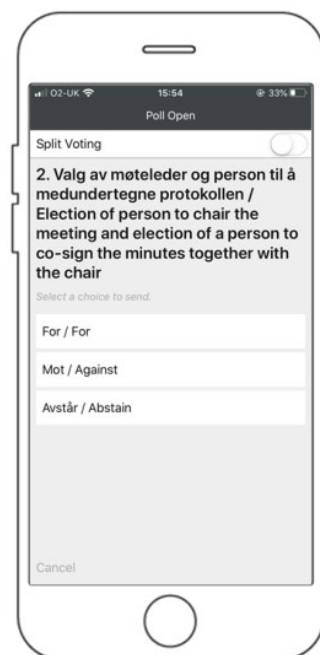 O2-UK 15:54 33%
Poll Open
Split Voting
2. Valg av møteleder og person til å
medundertegne protokollen /
Election of person to chair the
meeting and election of a person to
co-sign the minutes together with
the chair
Select a choice to send.
For / For
Mot / Against
Avstår / Abstain
Cancel